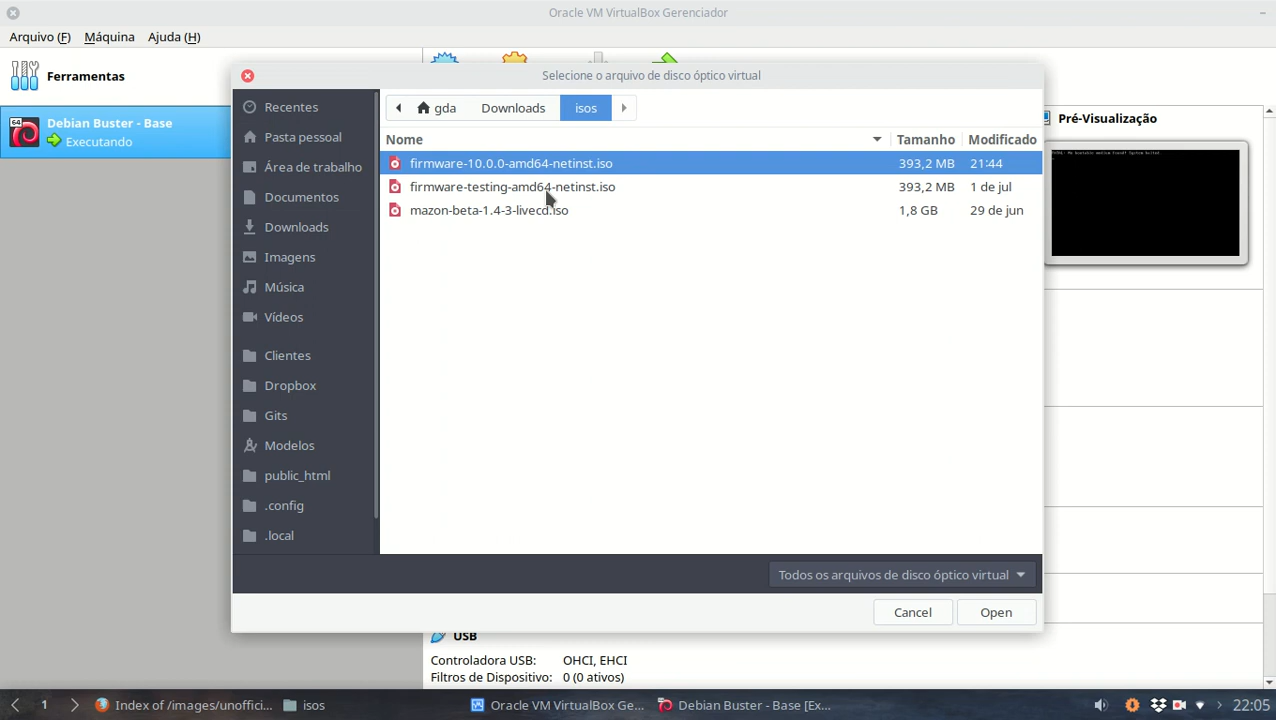 Oracle VM VirtualBox Gerenciador
Arquivo (F) Máquina Ajuda (H)
Ferramentas
64
Debian Buster - Base
Executando
Selecione o arquivo de disco óptico virtual
Recentes
Pasta pessoal
Área de trabalho
Documentos
Downloads
Imagens
Música
Vídeos
Clientes
Dropbox
Gits
Modelos
public_html
.config
.local
gda Downloads isos
Nome Tamanho Modificado
firmware-10.0.0-amd64-netinst.iso 393,2 MB 21:44
firmware-testing-amd64-netinst.iso 393,2 MB 1 de jul
mazon-beta-1.4-3-livecd.iso 1,8 GB 29 de jun
Todos os arquivos de disco óptico virtual
Cancel Open
Pré-Visualização
USB
Controladora USB: OHCI, EHCI
Filtros de Dispositivo: 0 (0 ativos)
1 Index of /images/unoffici... isos Oracle VM VirtualBox Ge... Debian Buster - Base [Ex... 22:05